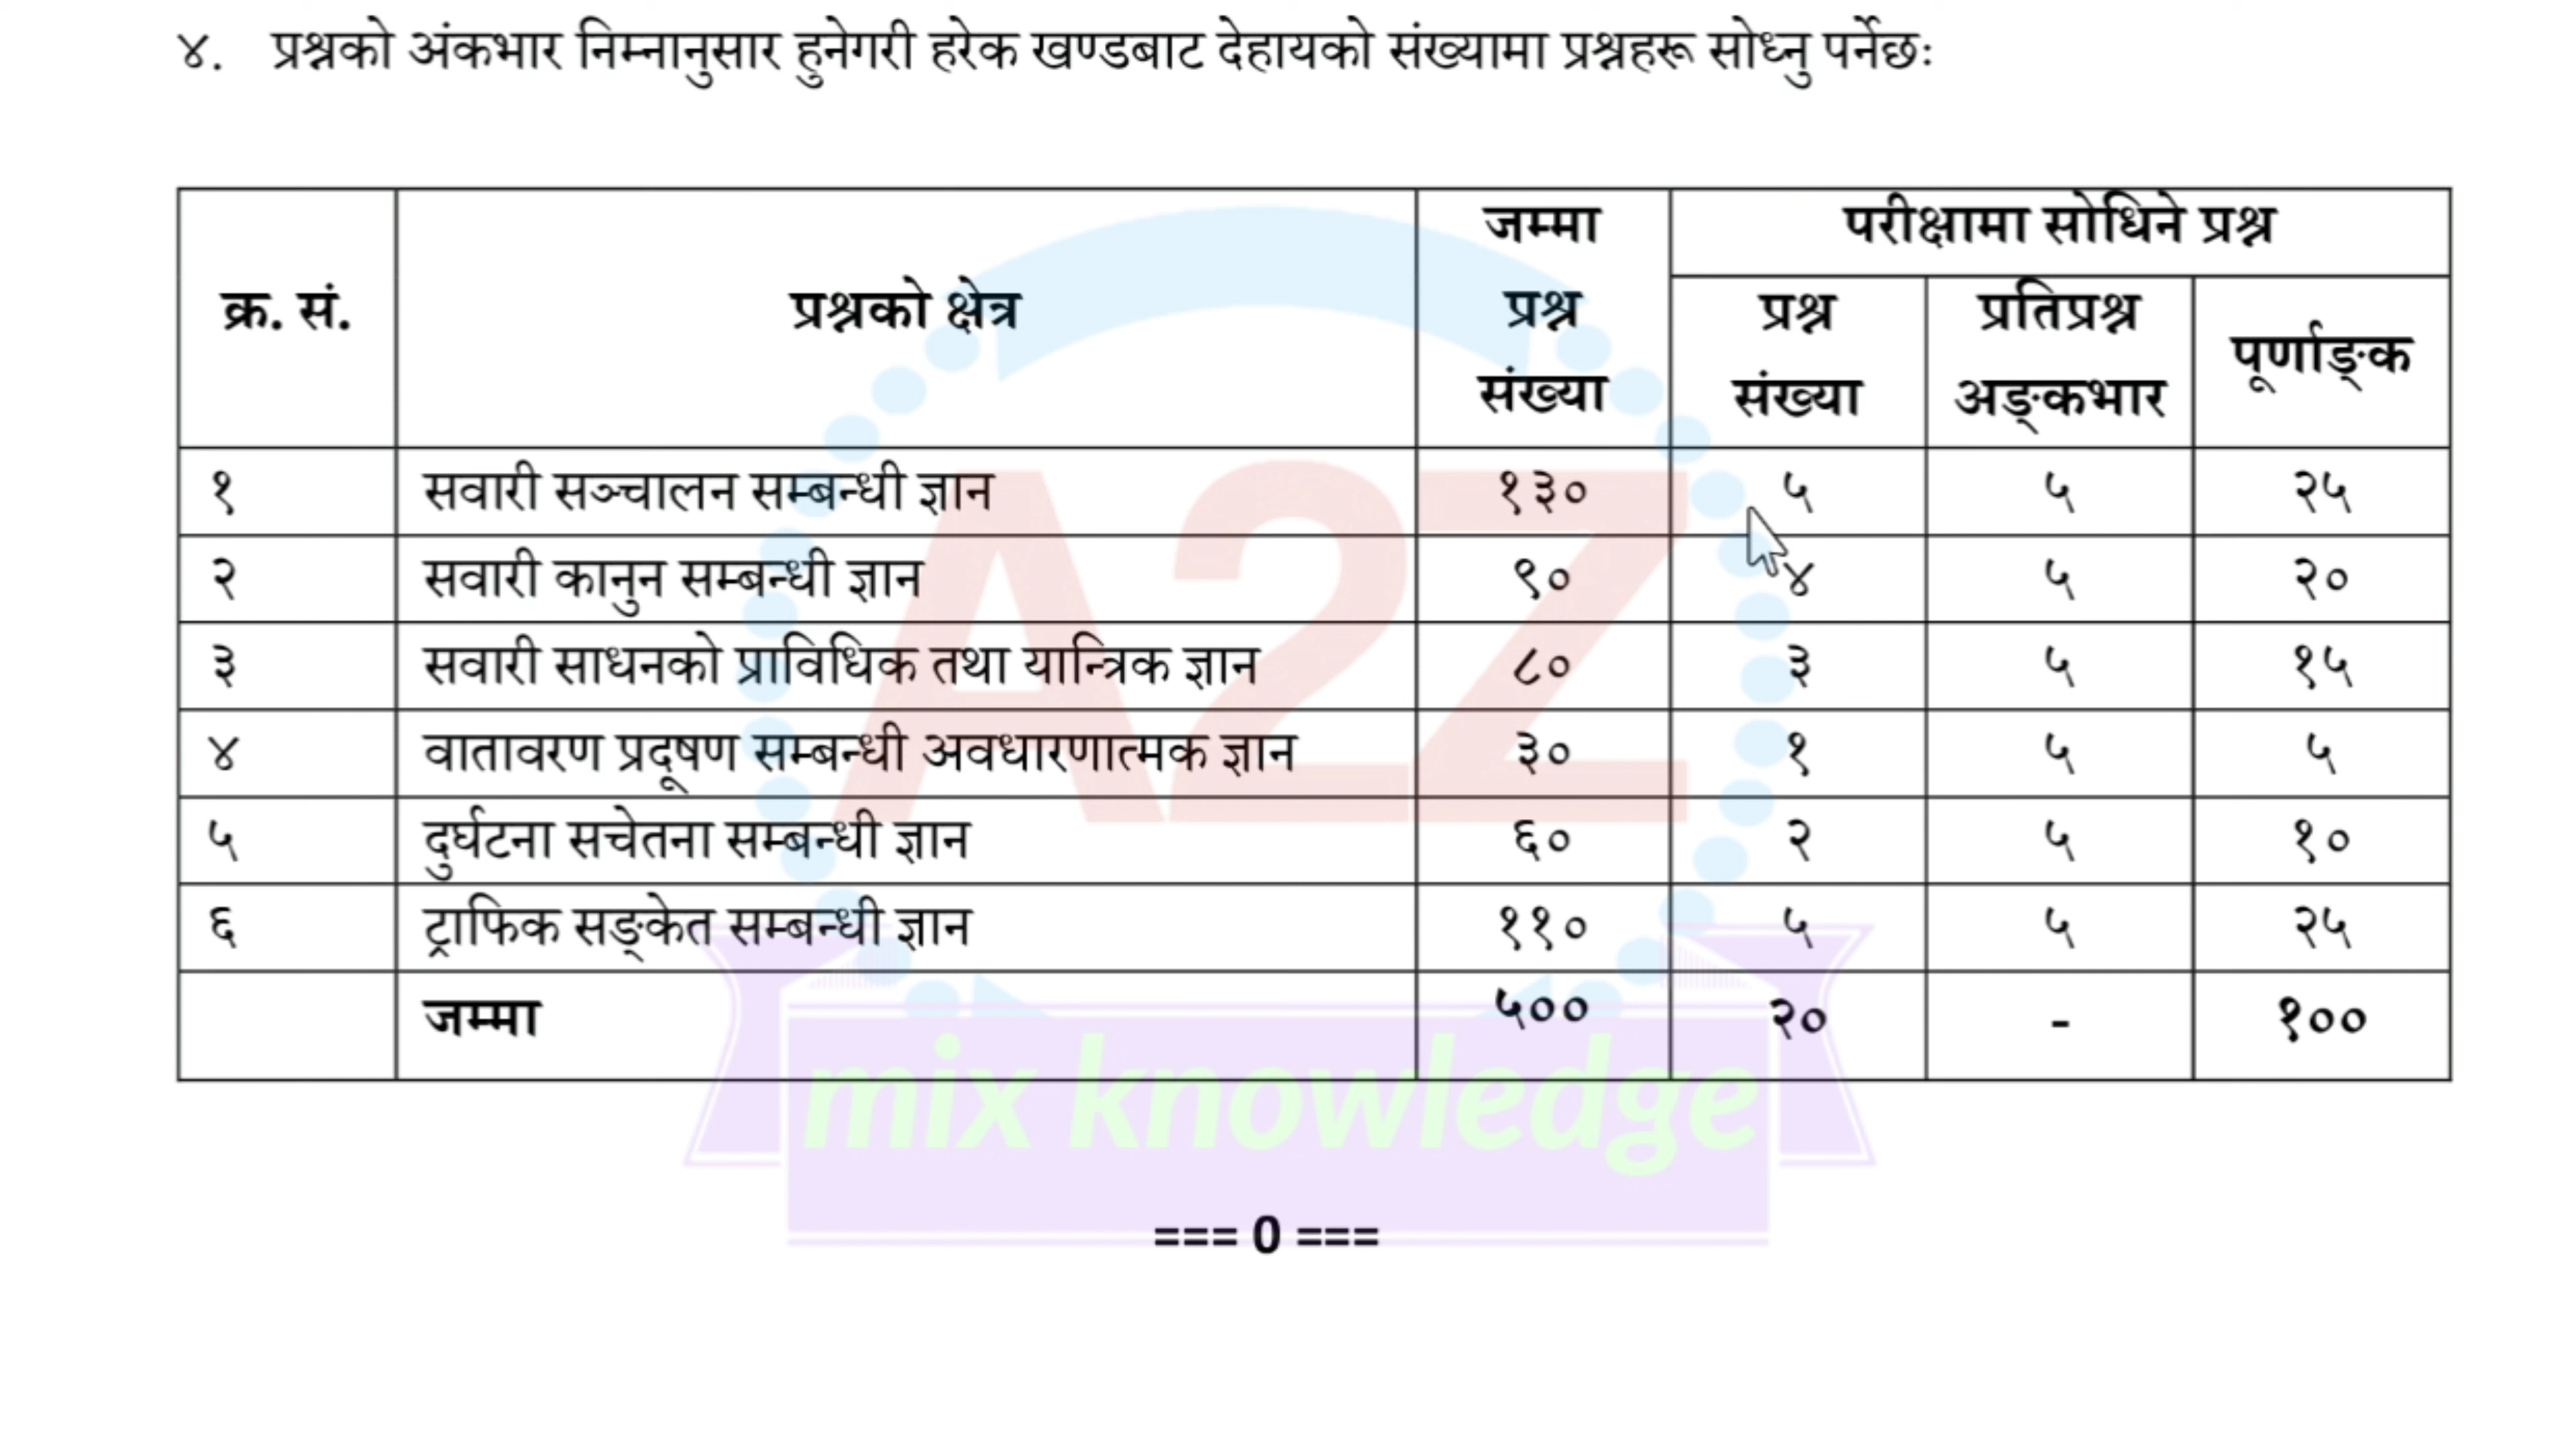 ४. प्रश्नको अंकभार निम्नानुसार हुनेगरी हरेक खण्डबाट देहायको संख्यामा प्रश्नहरू सोध्नु पर्नेछः
क्र. सं. प्रश्नको क्षेत्र जम्मा प्रश्न संख्या परीक्षामा सोधिने प्रश्न
प्रश्न संख्या प्रतिप्रश्न अङ्कभार पूर्णाङ्क
१ सवारी सञ्चालन सम्बन्धी ज्ञान १३० ५ ५ २५
२ सवारी कानुन सम्बन्धी ज्ञान ९० ४ ५ २०
३ सवारी साधनको प्राविधिक तथा यान्त्रिक ज्ञान ८० ३ ५ १५
४ वातावरण प्रदूषण सम्बन्धी अवधारणात्मक ज्ञान ३० १ ५ ५
५ दुर्घटना सचेतना सम्बन्धी ज्ञान ६० २ ५ १०
६ ट्राफिक सङ्केत सम्बन्धी ज्ञान ११० ५ ५ २५
जम्मा ५०० २० - १००
A2Z
mix knowledge
=== 0 ===